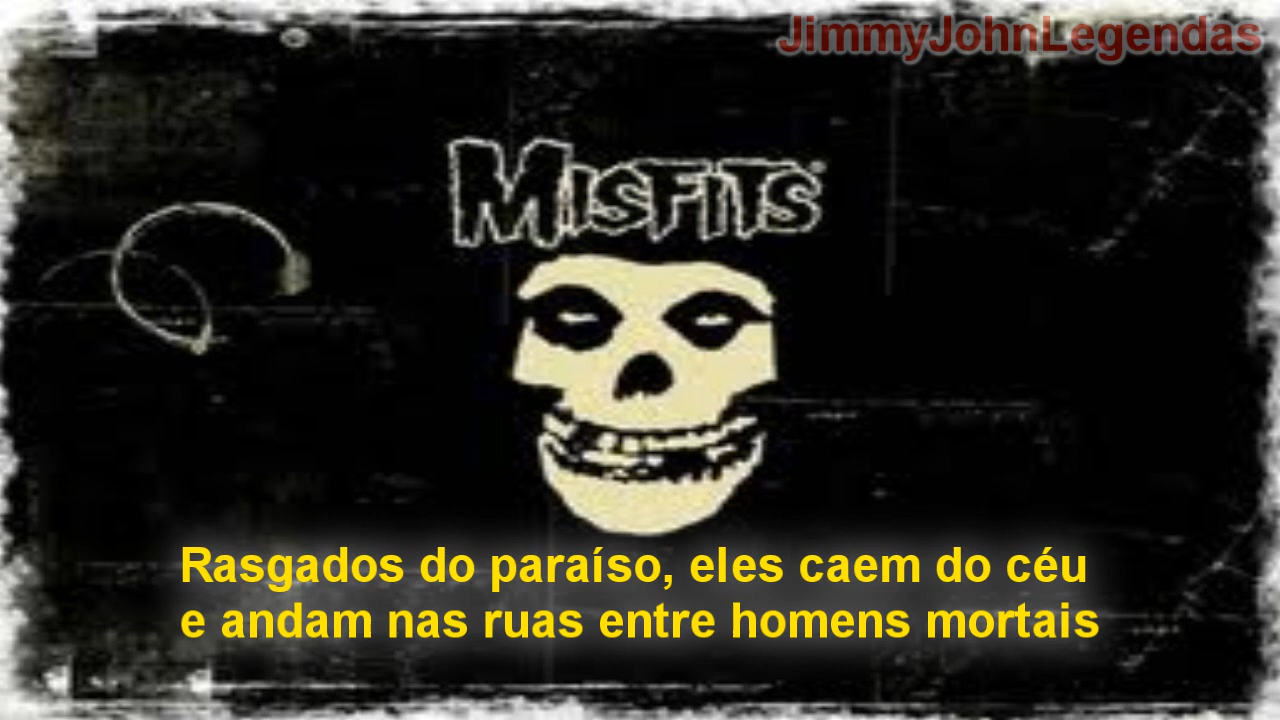 JimmyJohnLegendas
MISFITS
Rasgados do paraíso, eles caem do céu
e andam nas ruas entre homens mortais